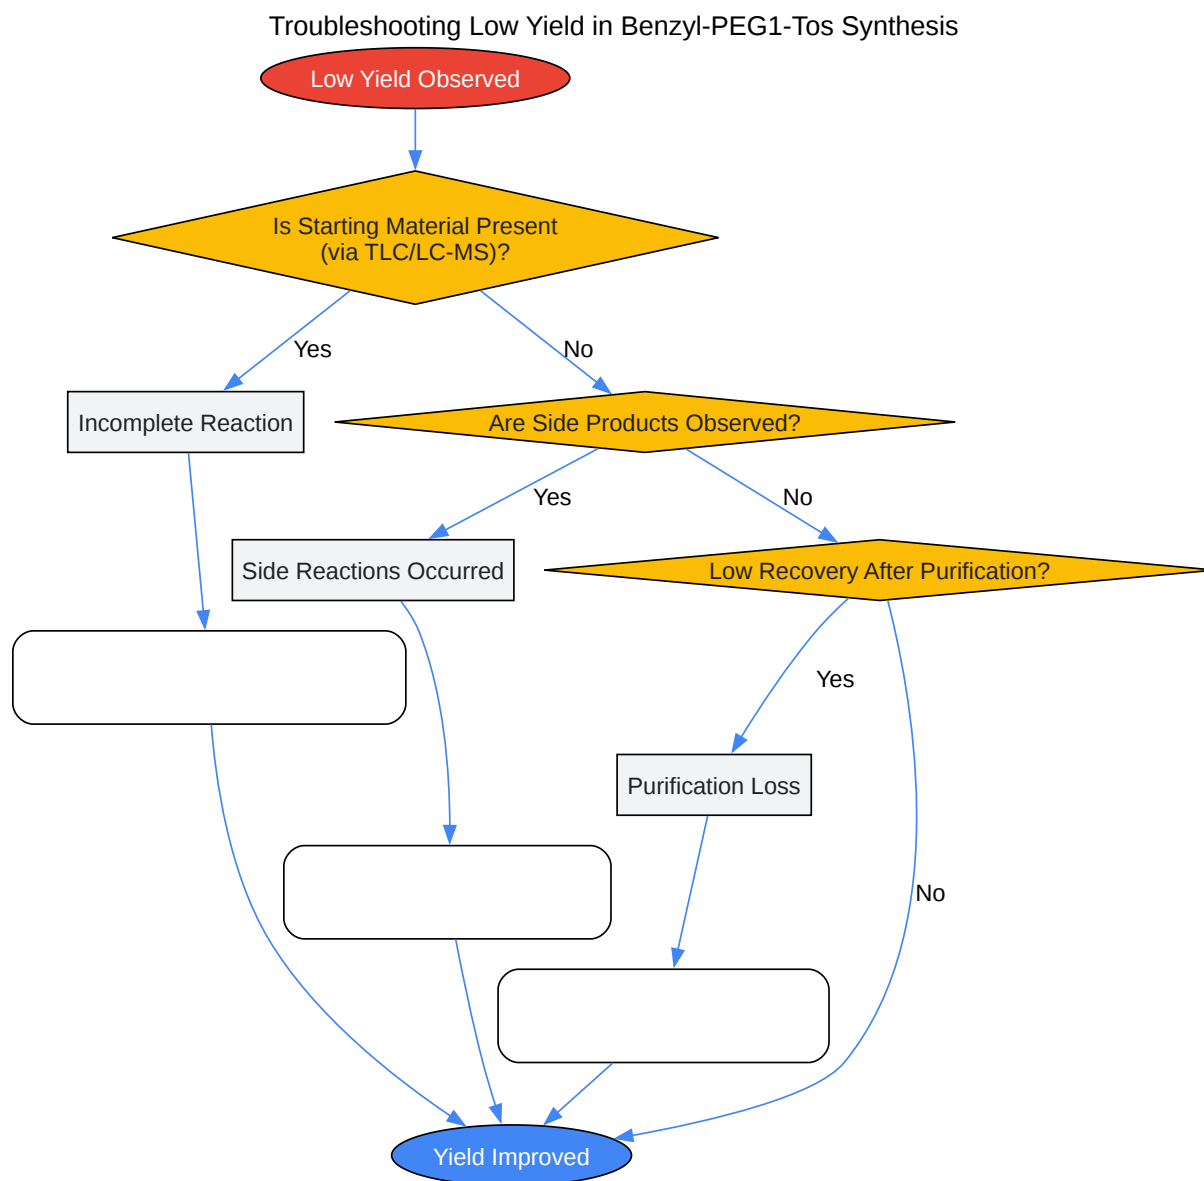 Troubleshooting Low Yield in Benzyl-PEG1-Tos Synthesis
Low Yield Observed
Is Starting Material Present
(via TLC/LC-MS)?
Yes
No
Incomplete Reaction
Are Side Products Observed?
Yes
No
Side Reactions Occurred
Low Recovery After Purification?
Yes
Purification Loss
No
Yield Improved